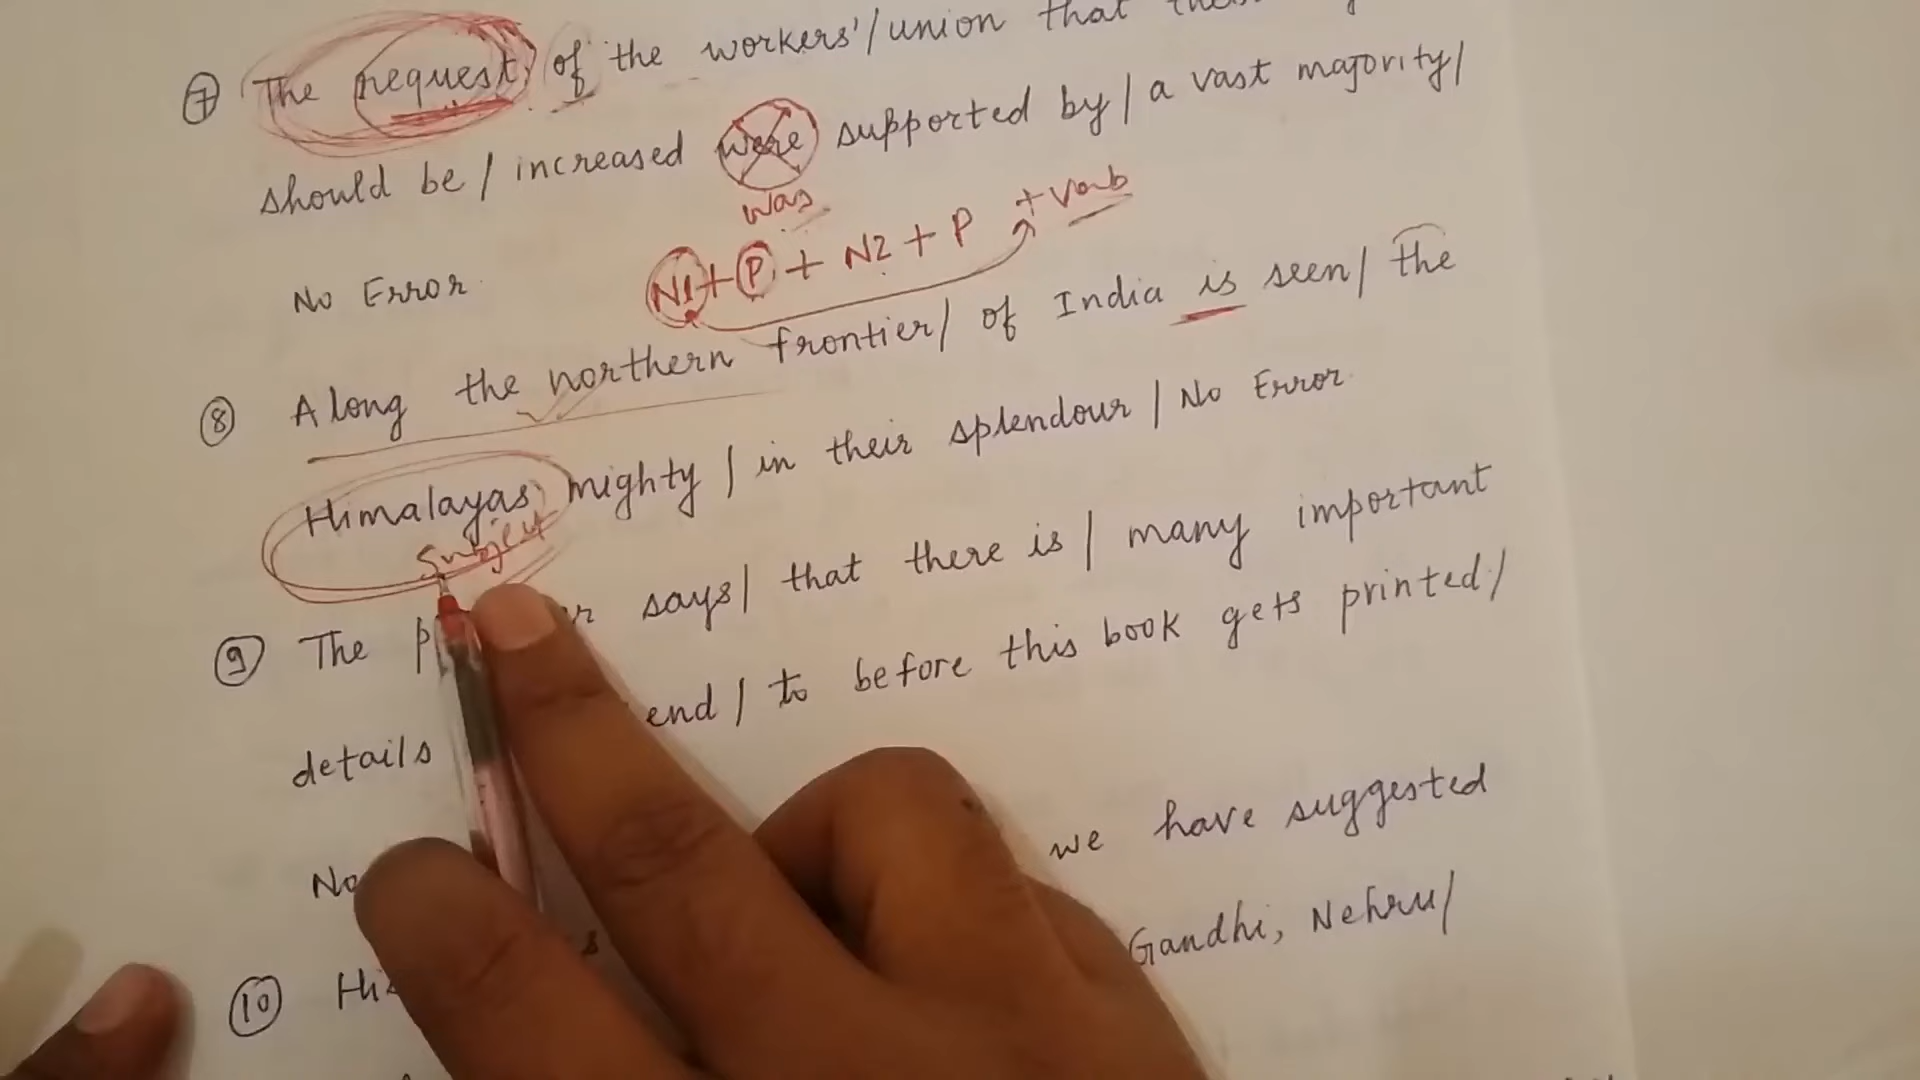 ⑦ The request of the workers'/union that
should be / increased were supported by / a vast majority /
was
No Error
N1 + P + N2 + P + Verb
⑧ Along the northern frontier / of India is seen / the
Himalayas mighty / in their splendour / No Error
Subject
⑨ The says / that there is / many important
details end / to before this book gets printed /
No
⑩ we have suggested
Gandhi, Nehru /